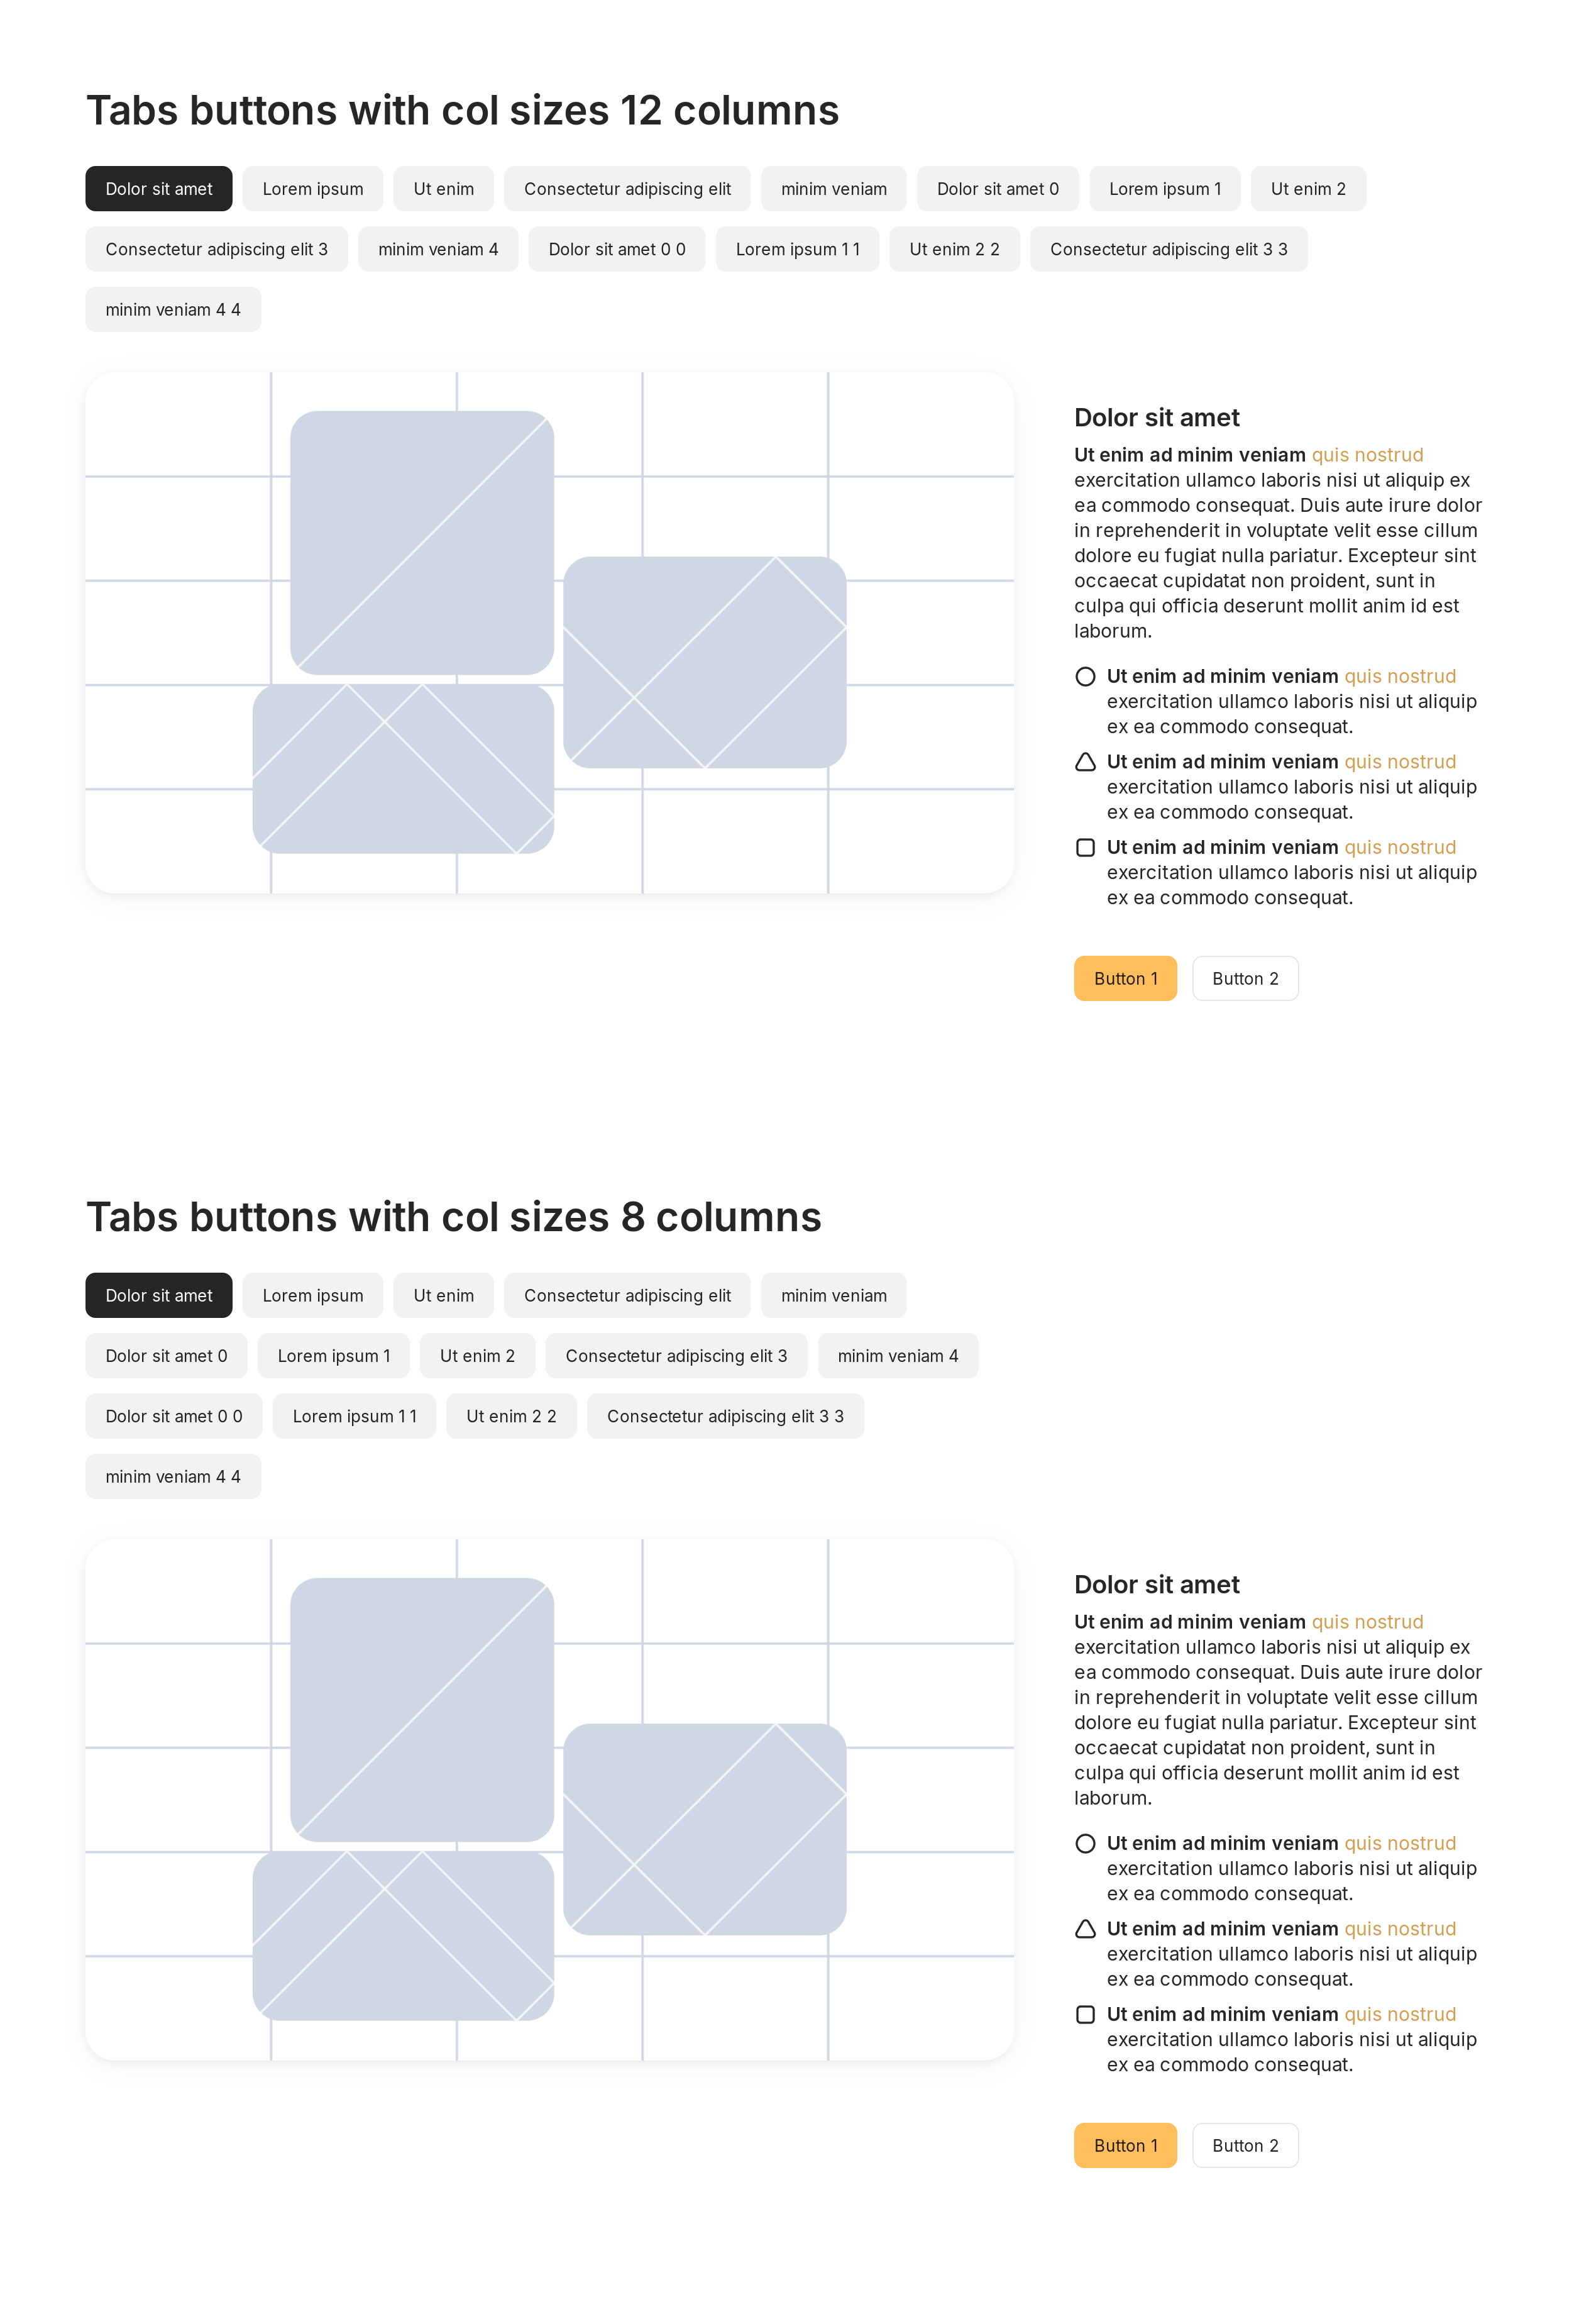 Tabs buttons with col sizes 12 columns
Dolor sit amet Lorem ipsum Ut enim Consectetur adipiscing elit minim veniam Dolor sit amet 0 Lorem ipsum 1 Ut enim 2
Consectetur adipiscing elit 3 minim veniam 4 Dolor sit amet 0 0 Lorem ipsum 1 1 Ut enim 2 2 Consectetur adipiscing elit 3 3
minim veniam 4 4
Dolor sit amet
Ut enim ad minim veniam quis nostrud
exercitation ullamco laboris nisi ut aliquip ex
ea commodo consequat. Duis aute irure dolor
in reprehenderit in voluptate velit esse cillum
dolore eu fugiat nulla pariatur. Excepteur sint
occaecat cupidatat non proident, sunt in
culpa qui officia deserunt mollit anim id est
laborum.
Ut enim ad minim veniam quis nostrud
exercitation ullamco laboris nisi ut aliquip
ex ea commodo consequat.
Ut enim ad minim veniam quis nostrud
exercitation ullamco laboris nisi ut aliquip
ex ea commodo consequat.
Ut enim ad minim veniam quis nostrud
exercitation ullamco laboris nisi ut aliquip
ex ea commodo consequat.
Button 1 Button 2
Tabs buttons with col sizes 8 columns
Dolor sit amet Lorem ipsum Ut enim Consectetur adipiscing elit minim veniam
Dolor sit amet 0 Lorem ipsum 1 Ut enim 2 Consectetur adipiscing elit 3 minim veniam 4
Dolor sit amet 0 0 Lorem ipsum 1 1 Ut enim 2 2 Consectetur adipiscing elit 3 3
minim veniam 4 4
Dolor sit amet
Ut enim ad minim veniam quis nostrud
exercitation ullamco laboris nisi ut aliquip ex
ea commodo consequat. Duis aute irure dolor
in reprehenderit in voluptate velit esse cillum
dolore eu fugiat nulla pariatur. Excepteur sint
occaecat cupidatat non proident, sunt in
culpa qui officia deserunt mollit anim id est
laborum.
Ut enim ad minim veniam quis nostrud
exercitation ullamco laboris nisi ut aliquip
ex ea commodo consequat.
Ut enim ad minim veniam quis nostrud
exercitation ullamco laboris nisi ut aliquip
ex ea commodo consequat.
Ut enim ad minim veniam quis nostrud
exercitation ullamco laboris nisi ut aliquip
ex ea commodo consequat.
Button 1 Button 2